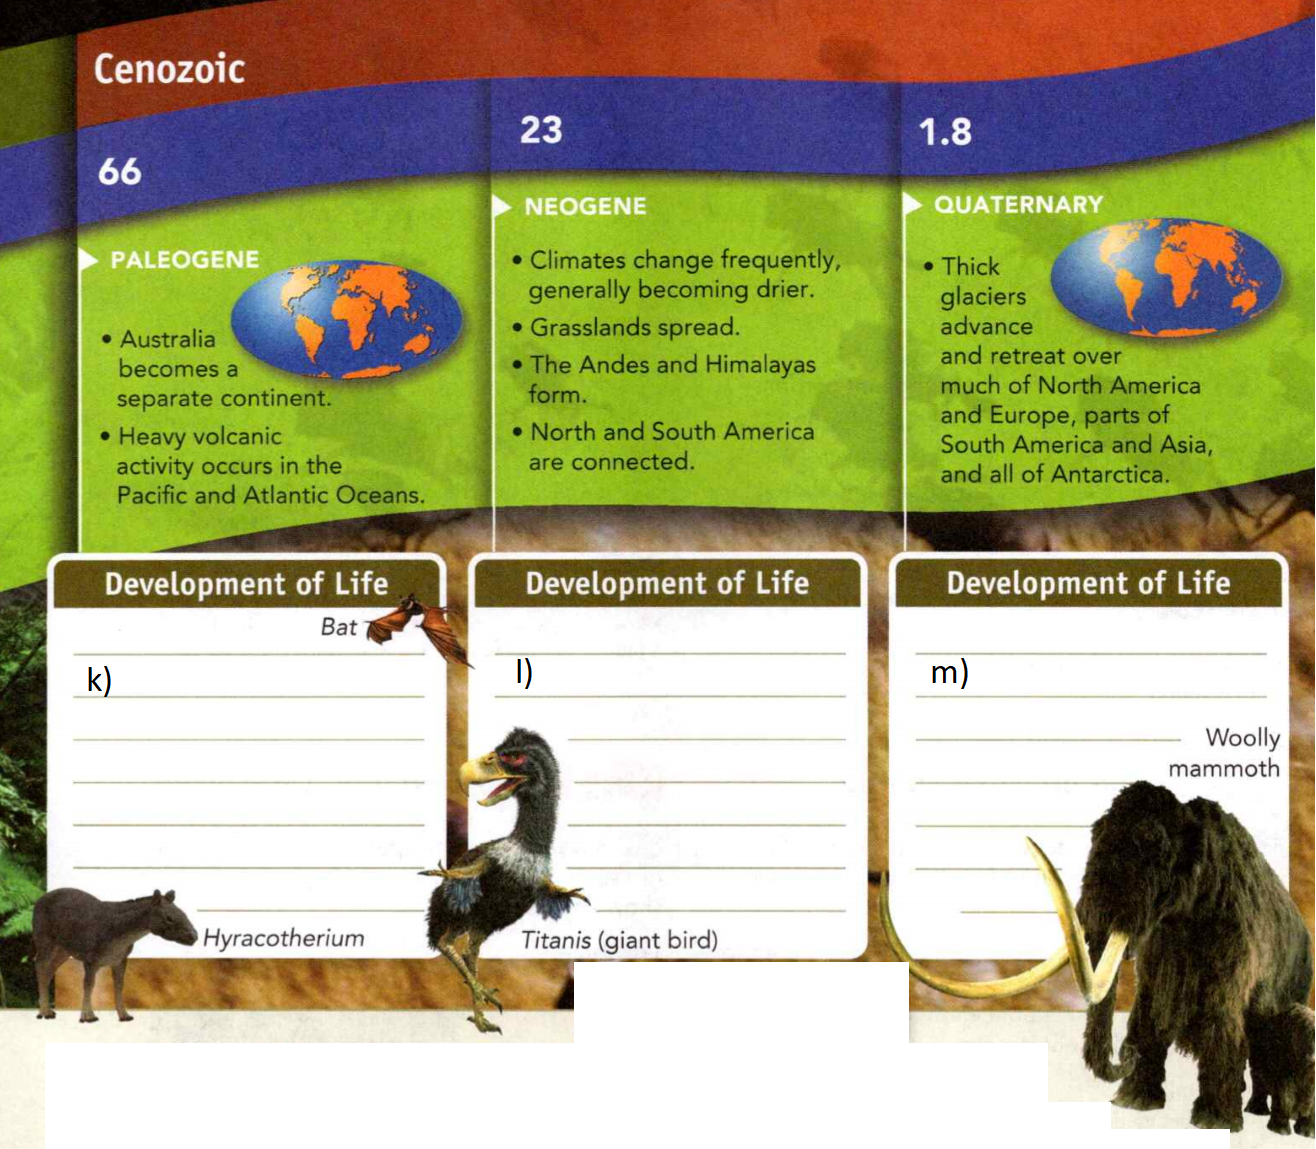 Cenozoic
66
23
1.8
PALEOGENE
• Australia
becomes a
separate continent.
• Heavy volcanic
activity occurs in the
Pacific and Atlantic Oceans.
NEOGENE
• Climates change frequently,
generally becoming drier.
• Grasslands spread.
• The Andes and Himalayas
form.
• North and South America
are connected.
QUATERNARY
• Thick
glaciers
advance
and retreat over
much of North America
and Europe, parts of
South America and Asia,
and all of Antarctica.
Development of Life
Bat
k)
Hyracotherium
Development of Life
l)
Titanis (giant bird)
Development of Life
m)
Woolly
mammoth